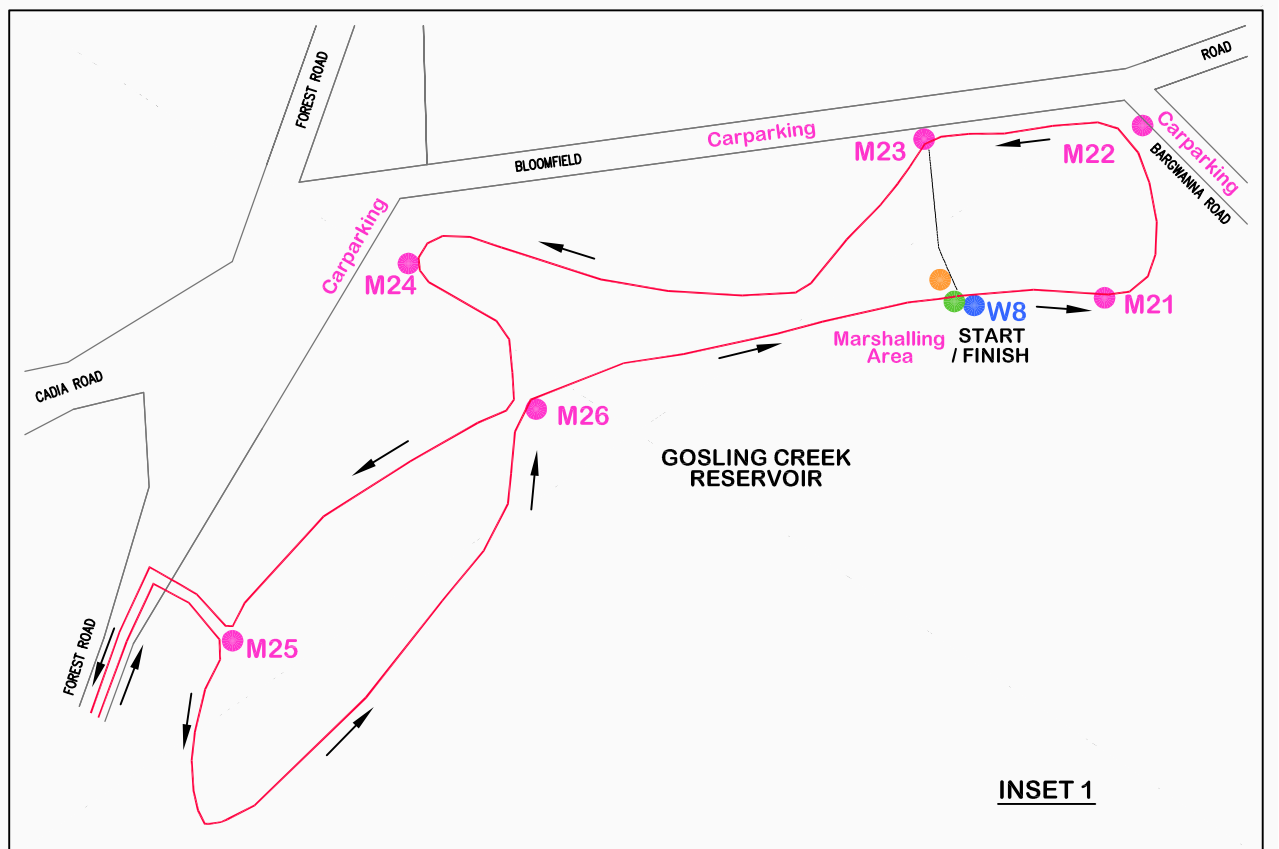 ROAD
FOREST ROAD
Carparking
Carparking
BLOOMFIELD
M23
M22
BARGWANNA ROAD
Carparking
M24
M21
W8
Marshalling
Area
START
/ FINISH
CADIA ROAD
M26
GOSLING CREEK
RESERVOIR
FOREST ROAD
M25
INSET 1